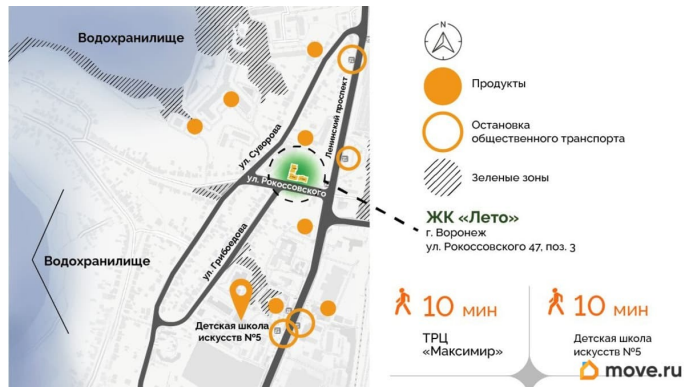 Водохранилище
ул. Суворова
Ленинский проспект
ул. Рокоссовского
ул. Грибоедова
Водохранилище
Детская школа
искусств №5
N
Продукты
Остановка
общественного транспорта
Зеленые зоны
ЖК «Лето»
г. Воронеж
ул. Рокоссовского 47, поз. 3
10 мин
ТРЦ
«Максимир»
10 мин
Детская школа
искусств №5
move.ru